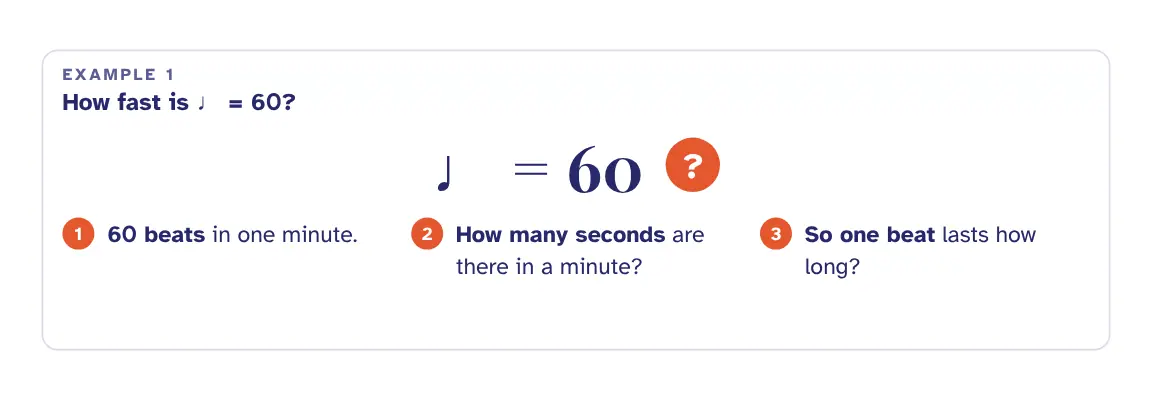 EXAMPLE 1
How fast is ♩ = 60?
♩ = 60 ?
1 60 beats in one minute.
2 How many seconds are
there in a minute?
3 So one beat lasts how
long?